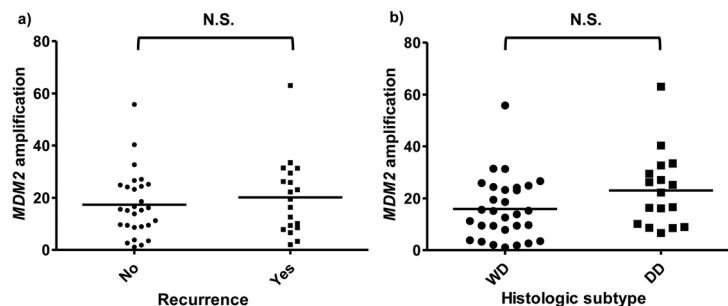 a)
N.S.
80
60
40
20
0
MDM2 amplification
No
Yes
Recurrence
b)
N.S.
80
60
40
20
0
MDM2 amplification
WD
DD
Histologic subtype